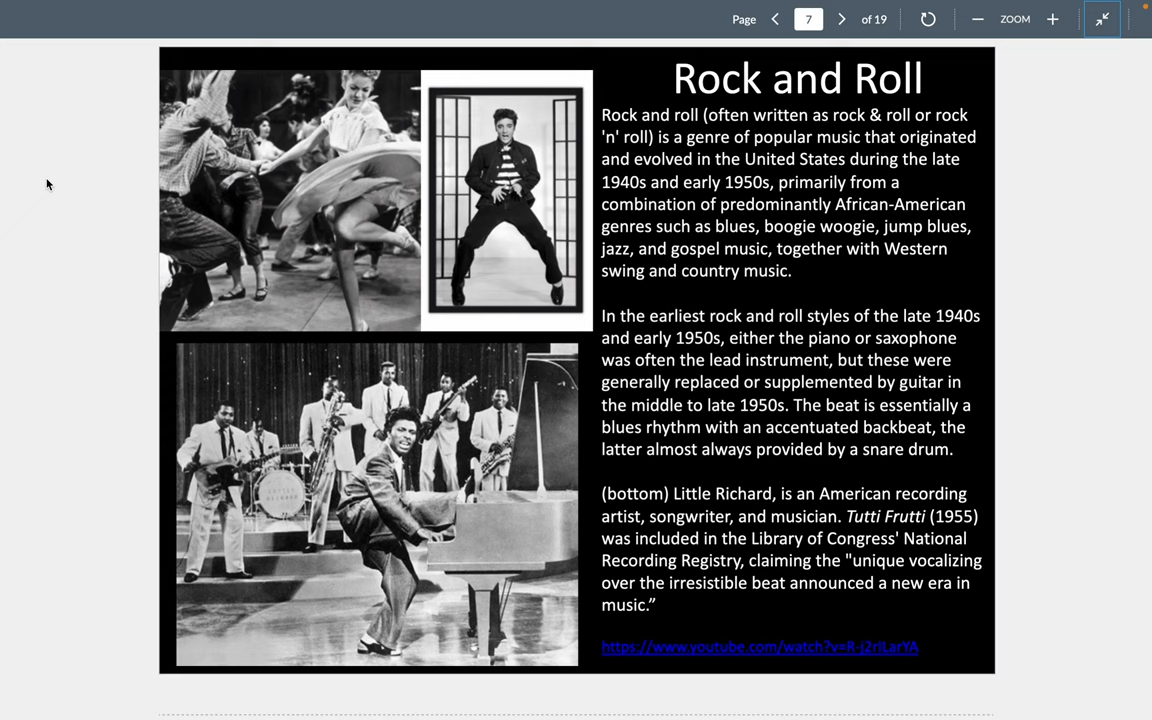 Page 7 of 19 ZOOM
Rock and Roll
Rock and roll (often written as rock & roll or rock
'n' roll) is a genre of popular music that originated
and evolved in the United States during the late
1940s and early 1950s, primarily from a
combination of predominantly African-American
genres such as blues, boogie woogie, jump blues,
jazz, and gospel music, together with Western
swing and country music.
In the earliest rock and roll styles of the late 1940s
and early 1950s, either the piano or saxophone
was often the lead instrument, but these were
generally replaced or supplemented by guitar in
the middle to late 1950s. The beat is essentially a
blues rhythm with an accentuated backbeat, the
latter almost always provided by a snare drum.
(bottom) Little Richard, is an American recording
artist, songwriter, and musician. Tutti Frutti (1955)
was included in the Library of Congress' National
Recording Registry, claiming the "unique vocalizing
over the irresistible beat announced a new era in
music.”